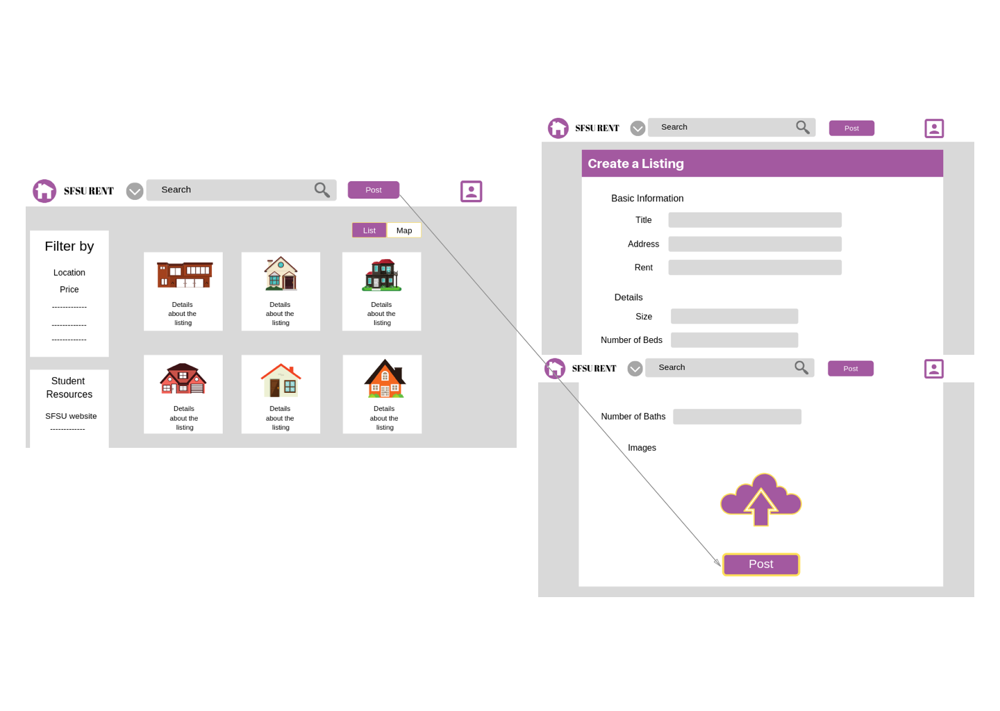 SFSU RENT
Search
Post
List
Map
Filter by
Location
Price
-------------
-------------
-------------
Student
Resources
SFSU website
-------------
Details
about the
listing
Details
about the
listing
Details
about the
listing
Details
about the
listing
Details
about the
listing
Details
about the
listing
SFSU RENT
Search
Post
Create a Listing
Basic Information
Title
Address
Rent
Details
Size
Number of Beds
SFSU RENT
Search
Post
Number of Baths
Images
Post